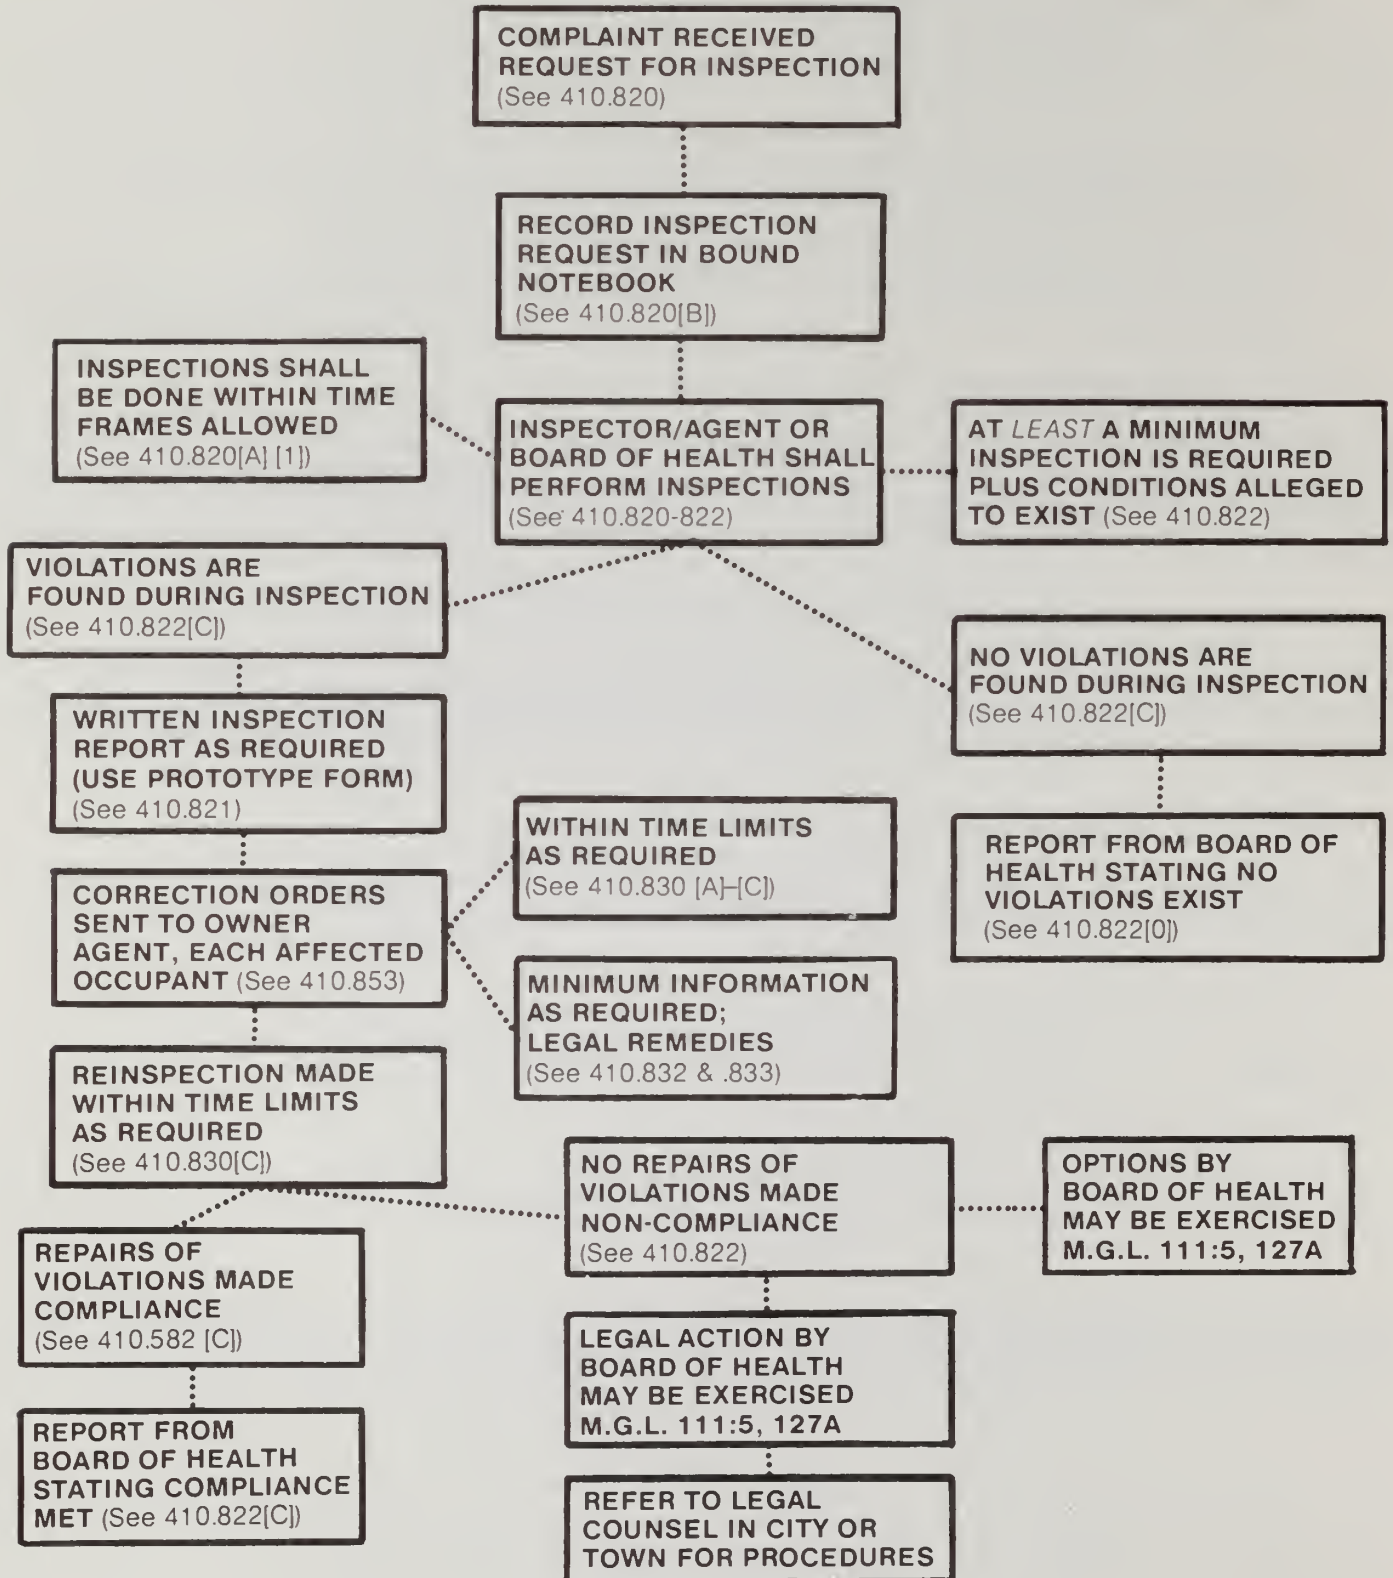 COMPLAINT RECEIVED
REQUEST FOR INSPECTION
(See 410.820)
RECORD INSPECTION
REQUEST IN BOUND
NOTEBOOK
(See 410.820[B])
INSPECTIONS SHALL
BE DONE WITHIN TIME
FRAMES ALLOWED
(See 410.820[A] [1])
INSPECTOR/AGENT OR
BOARD OF HEALTH SHALL
PERFORM INSPECTIONS
(See 410.820-822)
AT LEAST A MINIMUM
INSPECTION IS REQUIRED
PLUS CONDITIONS ALLEGED
TO EXIST (See 410.822)
VIOLATIONS ARE
FOUND DURING INSPECTION
(See 410.822[C])
NO VIOLATIONS ARE
FOUND DURING INSPECTION
(See 410.822[C])
WRITTEN INSPECTION
REPORT AS REQUIRED
(USE PROTOTYPE FORM)
(See 410.821)
WITHIN TIME LIMITS
AS REQUIRED
(See 410.830 [A]-[C])
REPORT FROM BOARD OF
HEALTH STATING NO
VIOLATIONS EXIST
(See 410.822[0])
CORRECTION ORDERS
SENT TO OWNER
AGENT, EACH AFFECTED
OCCUPANT (See 410.853)
MINIMUM INFORMATION
AS REQUIRED;
LEGAL REMEDIES
(See 410.832 & .833)
REINSPECTION MADE
WITHIN TIME LIMITS
AS REQUIRED
(See 410.830[C])
NO REPAIRS OF
VIOLATIONS MADE
NON-COMPLIANCE
(See 410.822)
OPTIONS BY
BOARD OF HEALTH
MAY BE EXERCISED
M.G.L. 111:5, 127A
REPAIRS OF
VIOLATIONS MADE
COMPLIANCE
(See 410.582 [C])
LEGAL ACTION BY
BOARD OF HEALTH
MAY BE EXERCISED
M.G.L. 111:5, 127A
REPORT FROM
BOARD OF HEALTH
STATING COMPLIANCE
MET (See 410.822[C])
REFER TO LEGAL
COUNSEL IN CITY OR
TOWN FOR PROCEDURES